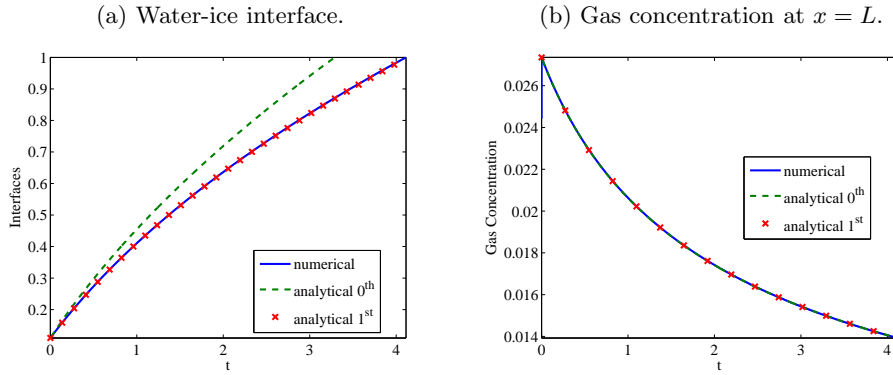 (a) Water-ice interface.
1
0.9
0.8
0.7
0.6
0.5
0.4
0.3
0.2
Interfaces
0
1
2
3
4
t
numerical
analytical 0th
analytical 1st
(b) Gas concentration at x = L.
0.026
0.024
0.022
0.02
0.018
0.016
0.014
Gas Concentration
0
1
2
3
4
t
numerical
analytical 0th
analytical 1st